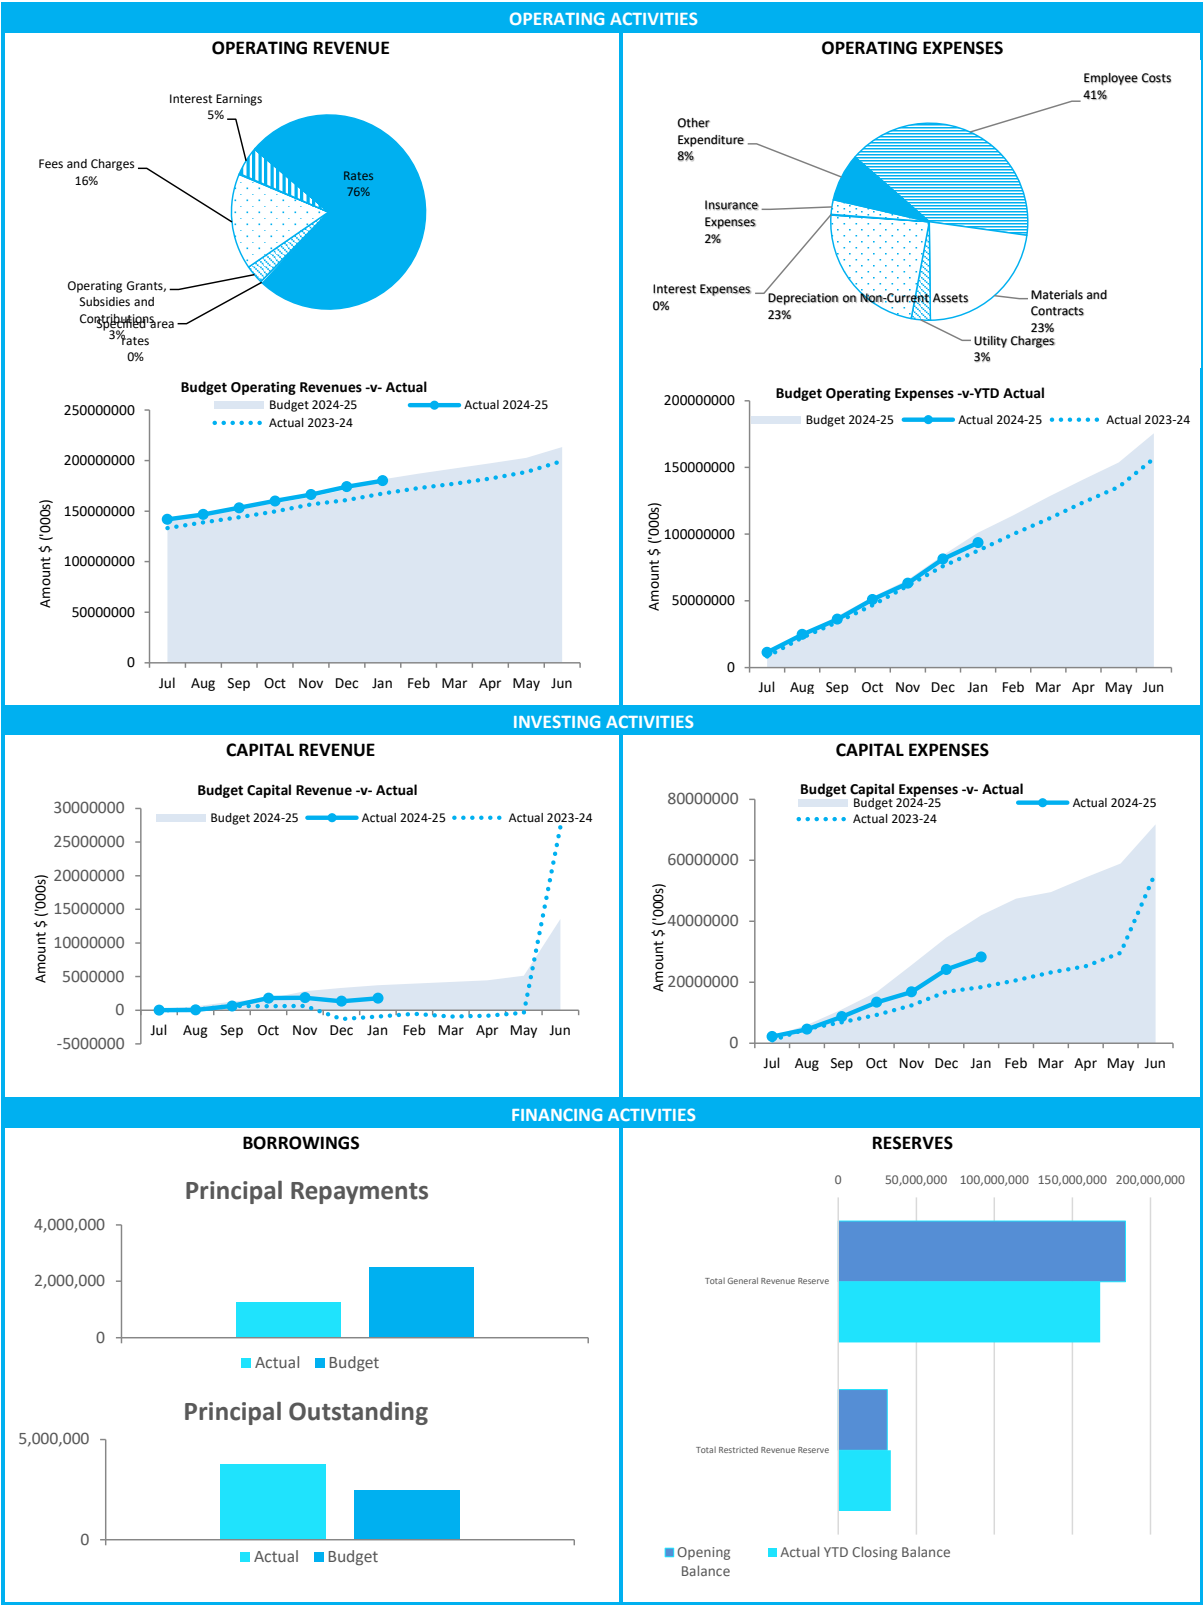 OPERATING ACTIVITIES
OPERATING REVENUE
Interest Earnings
5%
Fees and Charges
16%
Rates
76%
Operating Grants,
Subsidies and
Contributions
3%
Specified area
rates
0%
OPERATING EXPENSES
Employee Costs
41%
Other
Expenditure
8%
Insurance
Expenses
2%
Interest Expenses
0%
Depreciation on Non-Current Assets
23%
Materials and
Contracts
23%
Utility Charges
3%
Budget Operating Revenues -v- Actual
Budget 2024-25
Actual 2024-25
Actual 2023-24
250000000
200000000
150000000
100000000
50000000
0
Amount $ ('000s)
Jul Aug Sep Oct Nov Dec Jan Feb Mar Apr May Jun
Budget Operating Expenses -v-YTD Actual
Budget 2024-25
Actual 2024-25
Actual 2023-24
200000000
150000000
100000000
50000000
0
Amount $ ('000s)
Jul Aug Sep Oct Nov Dec Jan Feb Mar Apr May Jun
INVESTING ACTIVITIES
CAPITAL REVENUE
Budget Capital Revenue -v- Actual
Budget 2024-25
Actual 2024-25
Actual 2023-24
30000000
25000000
20000000
15000000
10000000
5000000
0
-5000000
Amount $ ('000s)
Jul Aug Sep Oct Nov Dec Jan Feb Mar Apr May Jun
CAPITAL EXPENSES
Budget Capital Expenses -v- Actual
Budget 2024-25
Actual 2024-25
Actual 2023-24
80000000
60000000
40000000
20000000
0
Amount $ ('000s)
Jul Aug Sep Oct Nov Dec Jan Feb Mar Apr May Jun
FINANCING ACTIVITIES
BORROWINGS
Principal Repayments
4,000,000
2,000,000
0
Actual Budget
Principal Outstanding
5,000,000
0
Actual Budget
RESERVES
0 50,000,000 100,000,000 150,000,000 200,000,000
Total General Revenue Reserve
Total Restricted Revenue Reserve
Opening
Balance
Actual YTD Closing Balance